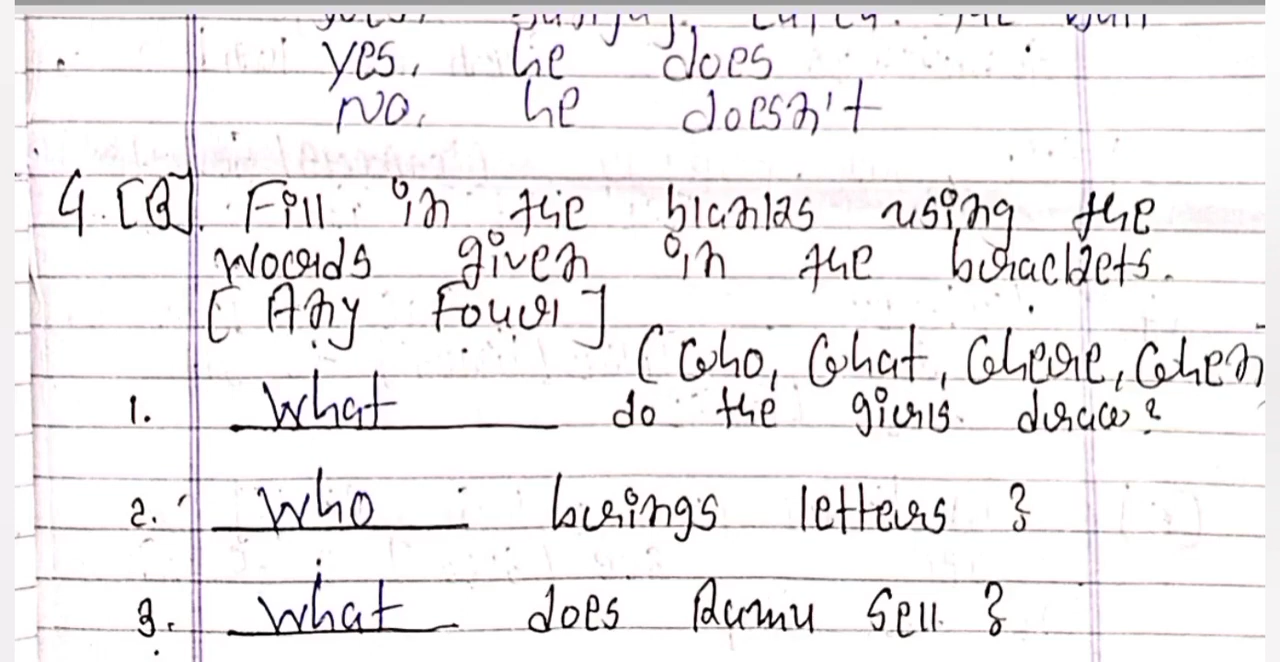 yes, he does
No, he doesn't
4. [B]. Fill in the blanks using the
words given in the brackets.
[Any Four]
(Who, What, Where, When
1. What do the girls draw?
2. Who brings letters?
3. What does Ramu Sell?